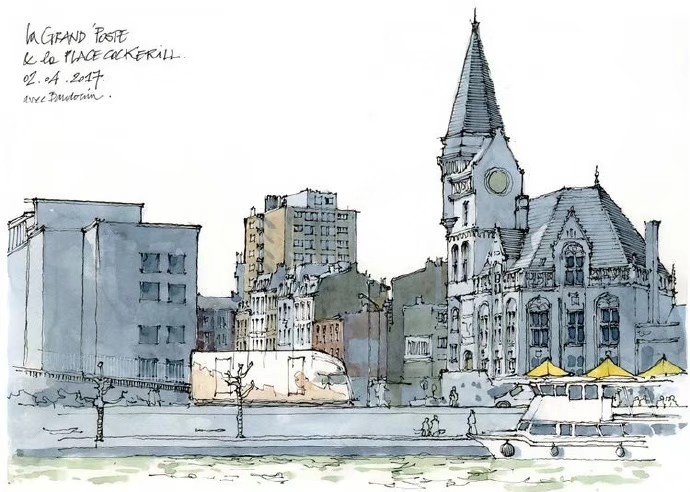 la GRAND'POSTE
& la PLACE COCKERILL.
02.04.2017.
avec Baudouin.